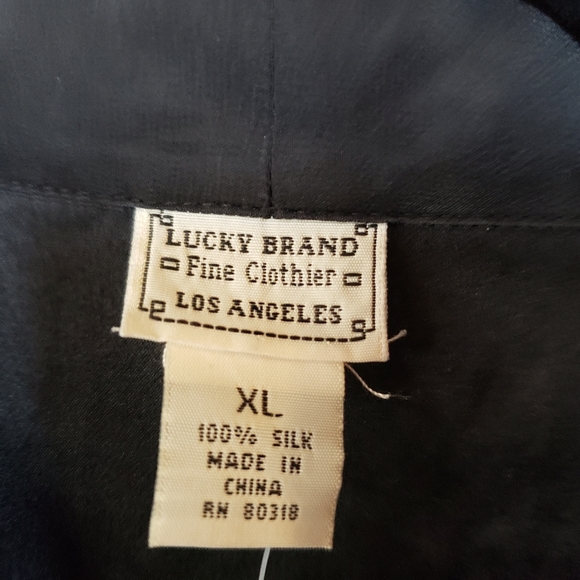 LUCKY BRAND
Fine Clothier
LOS ANGELES
XL
100% SILK
MADE IN
CHINA
RN 80318